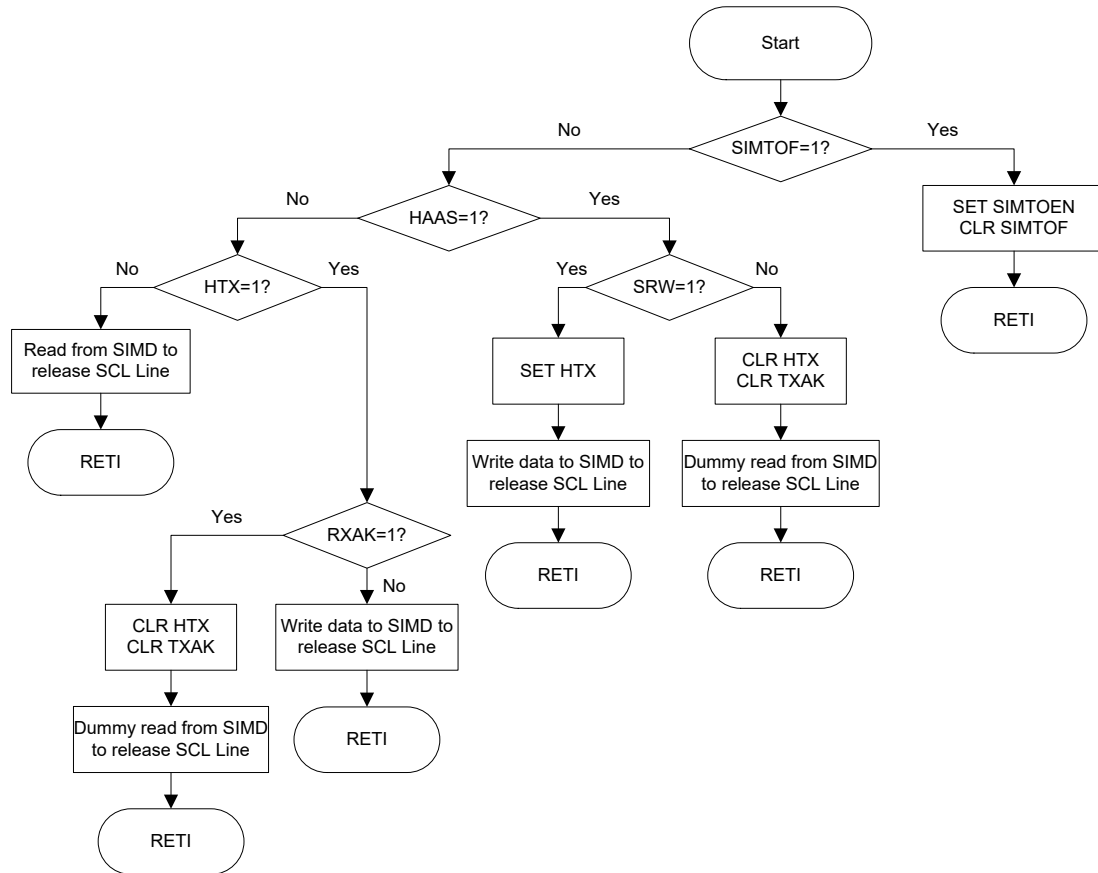 Start
SIMTOF=1?
No
Yes
HAAS=1?
No
Yes
SET SIMTOEN
CLR SIMTOF
HTX=1?
No
Yes
SRW=1?
Yes
No
RETI
Read from SIMD to
release SCL Line
SET HTX
CLR HTX
CLR TXAK
RETI
Write data to SIMD to
release SCL Line
Dummy read from SIMD
to release SCL Line
RXAK=1?
Yes
No
RETI
RETI
CLR HTX
CLR TXAK
Write data to SIMD to
release SCL Line
Dummy read from SIMD
to release SCL Line
RETI
RETI